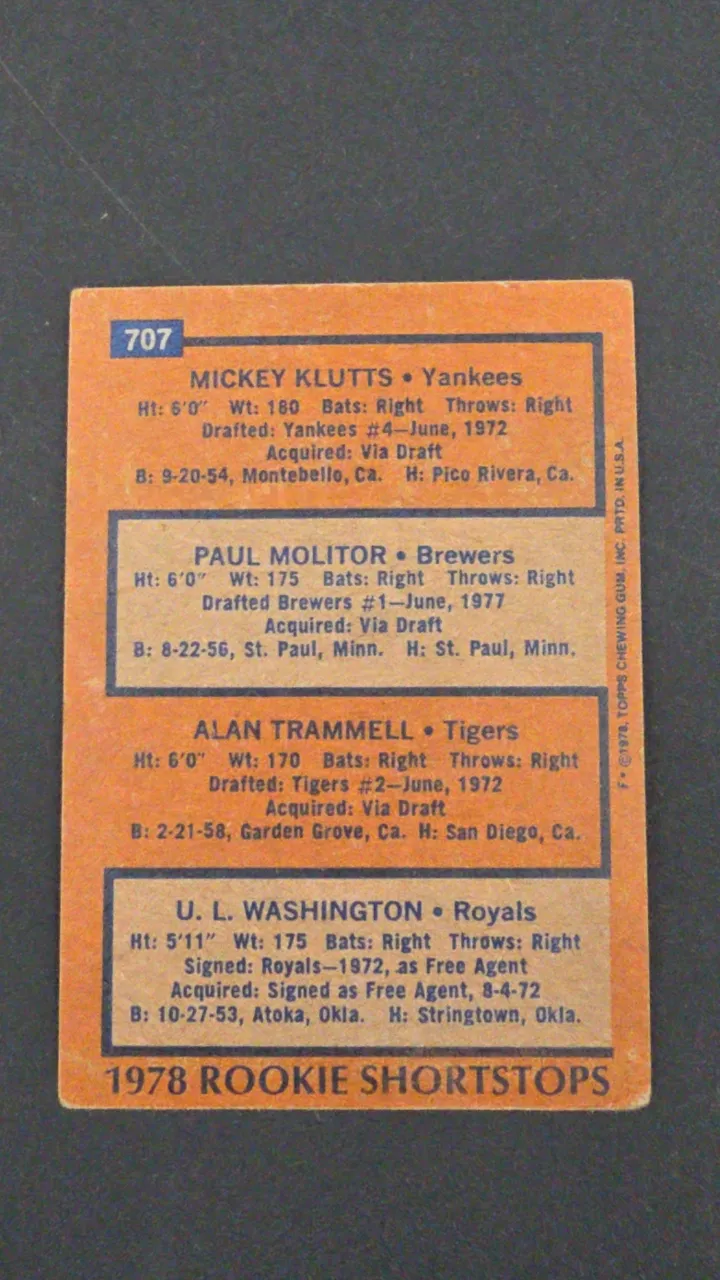 707
MICKEY KLUTTS • Yankees
Ht: 6'0" Wt: 180 Bats: Right Throws: Right
Drafted: Yankees #4—June, 1972
Acquired: Via Draft
B: 9-20-54, Montebello, Ca. H: Pico Rivera, Ca.
PAUL MOLITOR • Brewers
Ht: 6'0" Wt: 175 Bats: Right Throws: Right
Drafted Brewers #1—June, 1977
Acquired: Via Draft
B: 8-22-56, St. Paul, Minn. H: St. Paul, Minn.
ALAN TRAMMELL • Tigers
Ht: 6'0" Wt: 170 Bats: Right Throws: Right
Drafted: Tigers #2—June, 1972
Acquired: Via Draft
B: 2-21-58, Garden Grove, Ca. H: San Diego, Ca.
U. L. WASHINGTON • Royals
Ht: 5'11" Wt: 175 Bats: Right Throws: Right
Signed: Royals—1972, as Free Agent
Acquired: Signed as Free Agent, 8-4-72
B: 10-27-53, Atoka, Okla. H: Stringtown, Okla.
1978 ROOKIE SHORTSTOPS
F* ©1978, TOPPS CHEWING GUM, INC. PRTD. IN U.S.A.